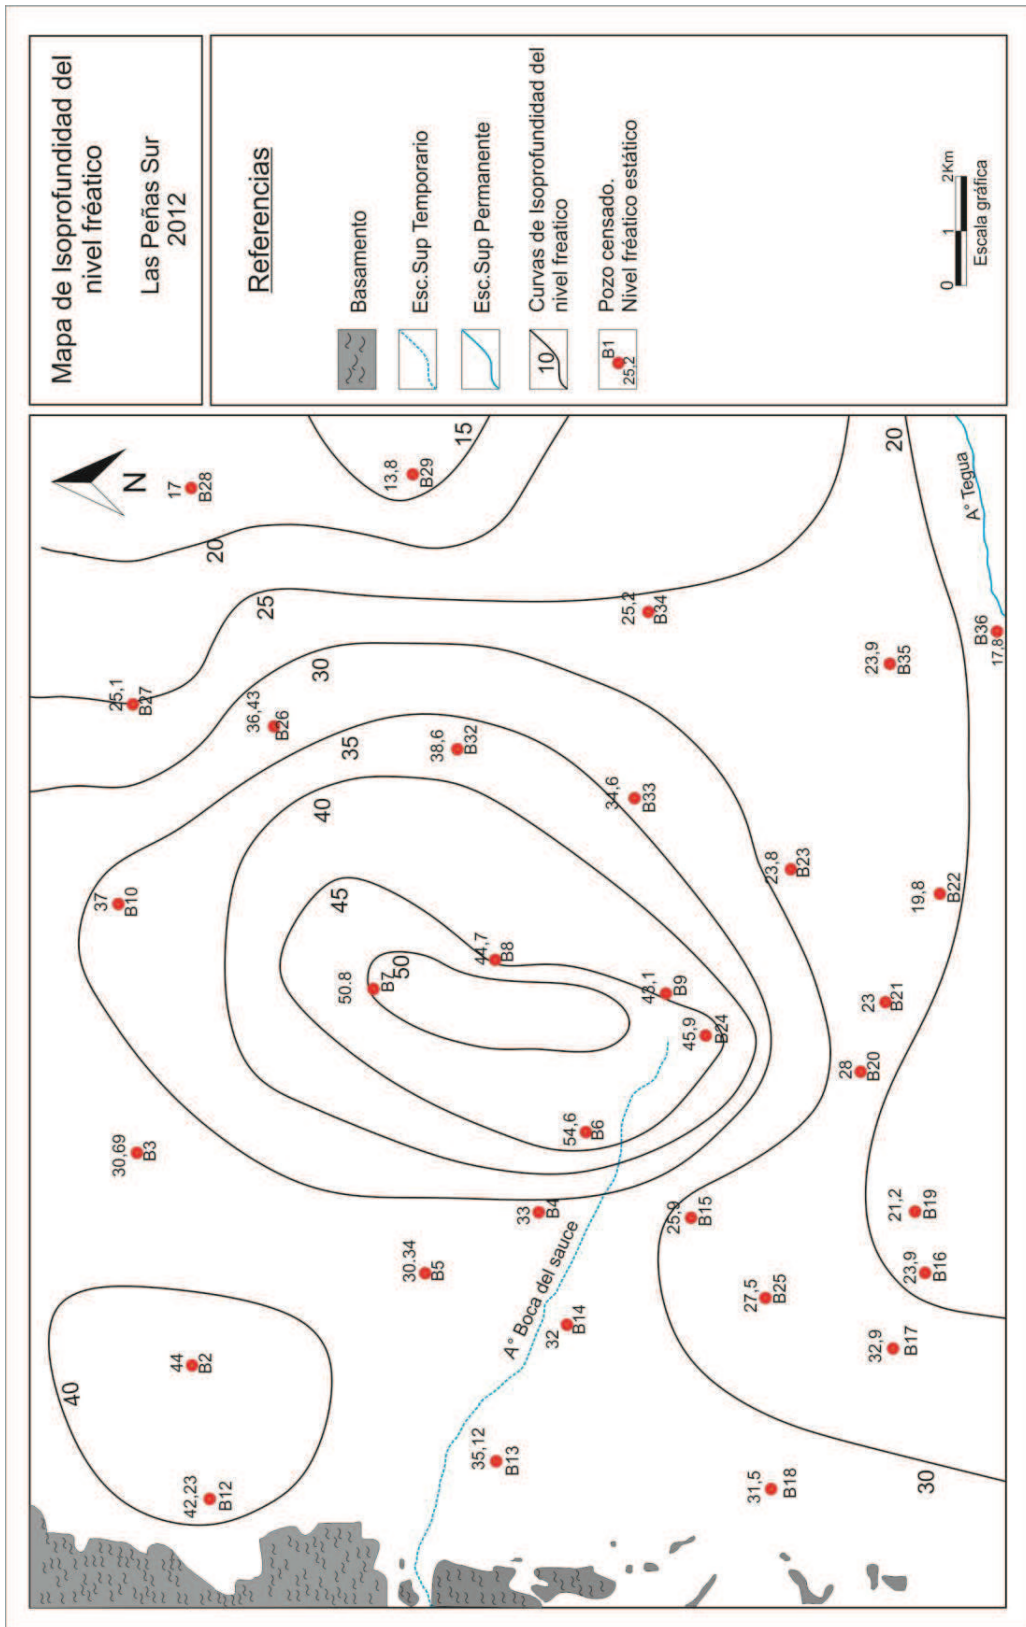 Mapa de Isoprofundidad del
nivel fréatico
Las Peñas Sur
2012
Referencias
Basamento
Esc.Sup Temporario
Esc.Sup Permanente
10
Curvas de Isoprofundidad del
nivel freatico
B1
25,2
Pozo censado.
Nivel fréatico estático
0 1 2Km
Escala gráfica
N
17
B28
13,8
B29
15
20
25
25,1
B27
36,43
B26
30
35
38,6
B32
40
37
B10
45
50
50.8
B7
44,7
B8
43,1
B9
45,9
B24
54,6
B6
34,6
B33
25,2
B34
23,9
B35
B36
17,8
A° Tegua
20
23,8
B23
19,8
B22
23
B21
28
B20
21,2
B19
23,9
B16
32,9
B17
27,5
B25
25,9
B15
31,5
B18
30
30,69
B3
33
B4
30.34
B5
A° Boca del sauce
32
B14
35,12
B13
40
44
B2
42,23
B12